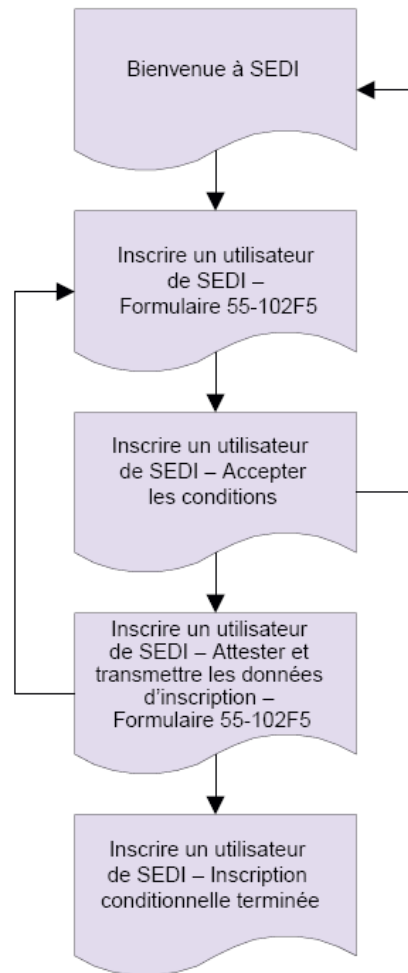 Bienvenue à SEDI
Inscrire un utilisateur
de SEDI –
Formulaire 55-102F5
Inscrire un utilisateur
de SEDI – Accepter
les conditions
Inscrire un utilisateur
de SEDI – Attester et
transmettre les données
d'inscription –
Formulaire 55-102F5
Inscrire un utilisateur
de SEDI – Inscription
conditionnelle terminée